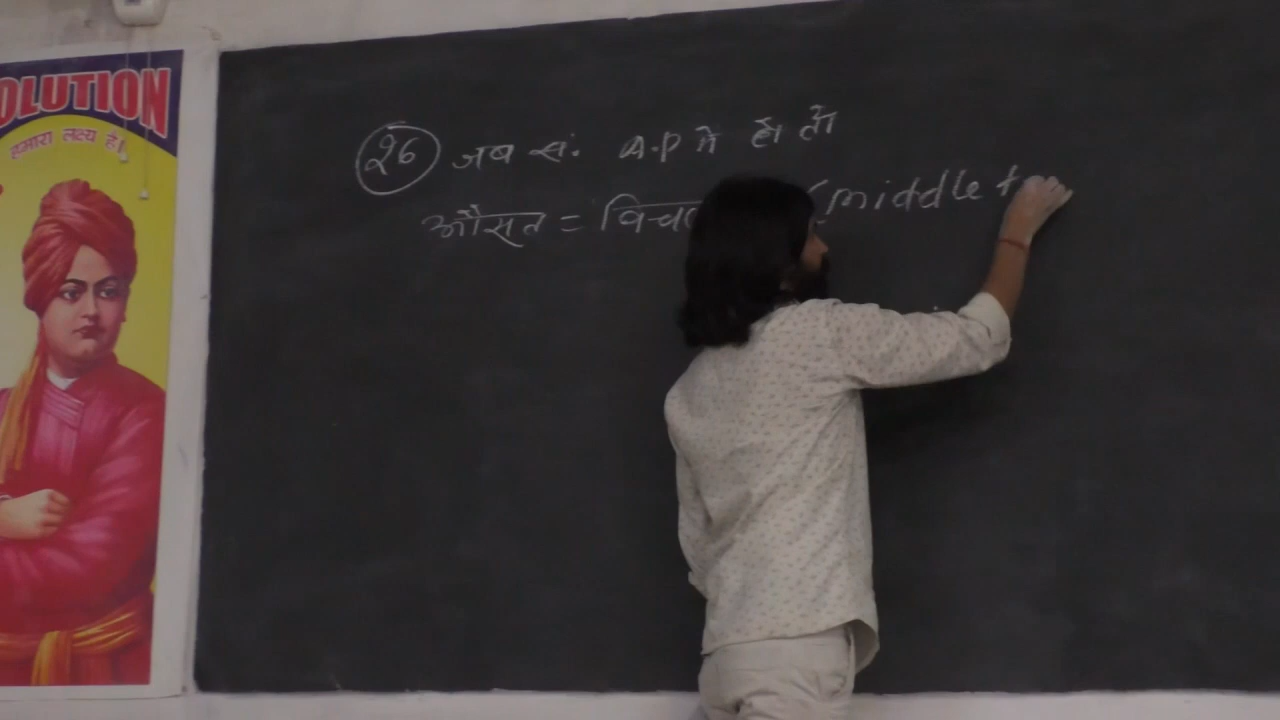 OLUTION
हमारा लक्ष्य है।
26 जब सं. A.P में हो तो
औसत = (middle